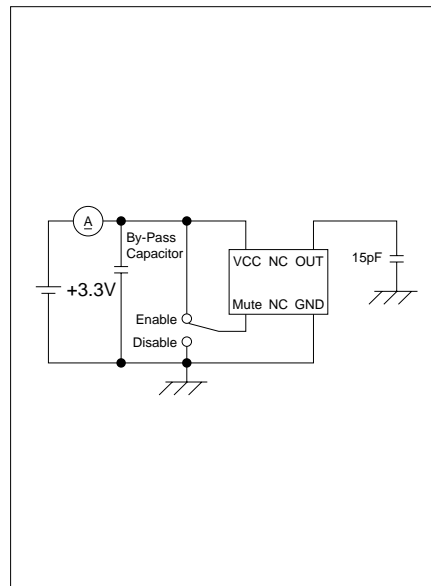 A
By-Pass
Capacitor
+3.3V
VCC NC OUT
15pF
Enable
Mute NC GND
Disable